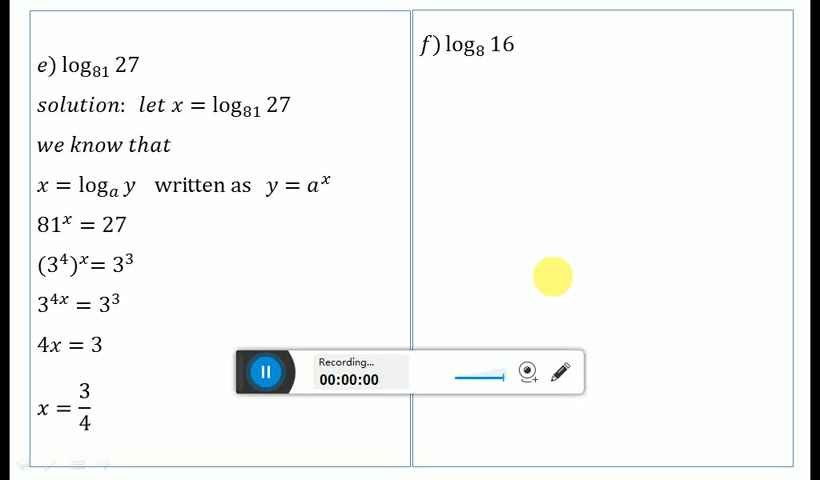 e) log₈₁ 27
solution: let x = log₈₁ 27
we know that
x = logₐ y written as y = aˣ
81ˣ = 27
(3⁴)ˣ= 3³
3⁴ˣ = 3³
4x = 3
x = 3/4
f) log₈ 16
Recording...
00:00:00